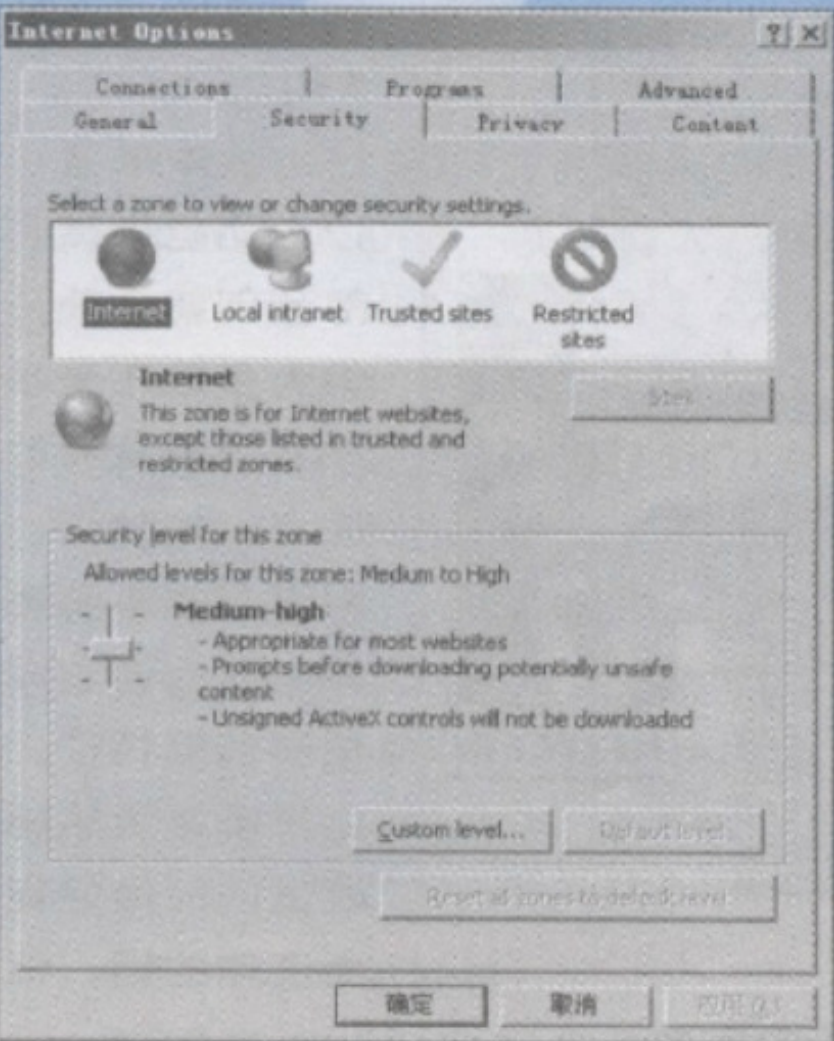 Internet Options
Connections Programs Advanced
General Security Privacy Content
Select a zone to view or change security settings.
Internet Local intranet Trusted sites Restricted sites
Internet
Sites
This zone is for Internet websites,
except those listed in trusted and
restricted zones.
Security level for this zone
Allowed levels for this zone: Medium to High
Medium-high
- Appropriate for most websites
- Prompts before downloading potentially unsafe
content
- Unsigned ActiveX controls will not be downloaded
Custom level... Default level
Reset all zones to default level
确定 取消 应用(A)